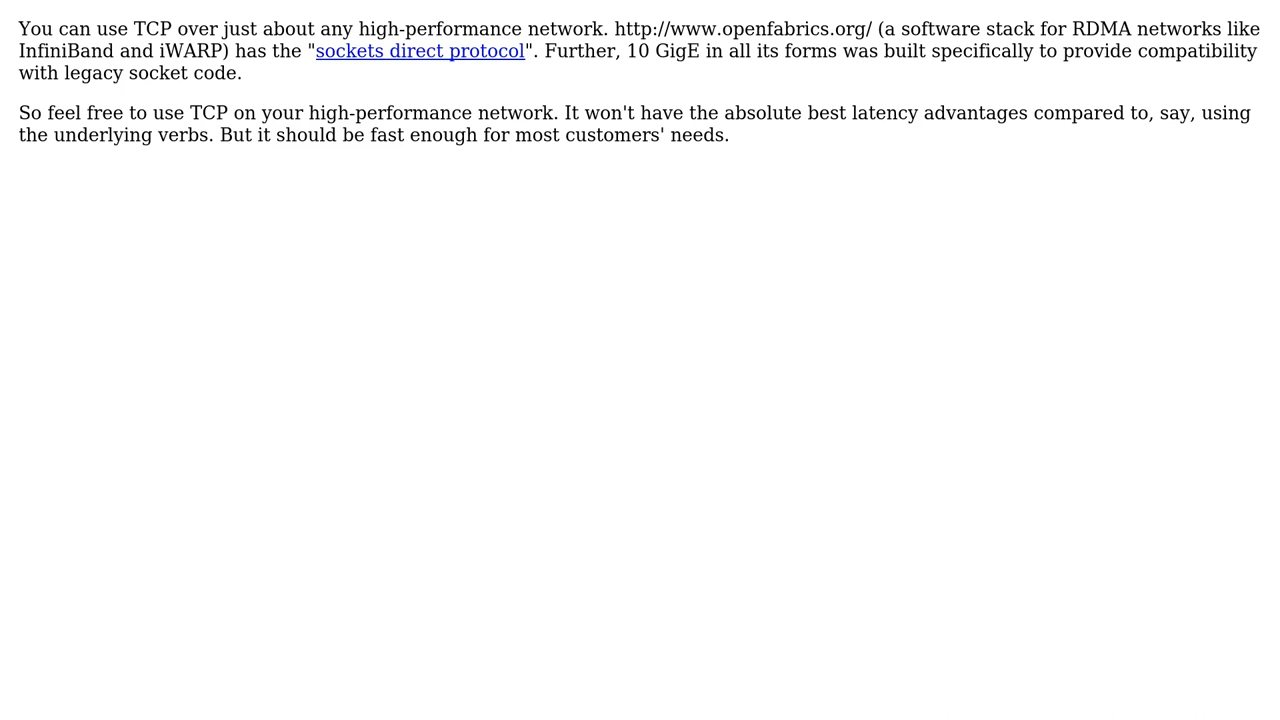 You can use TCP over just about any high-performance network. http://www.openfabrics.org/ (a software stack for RDMA networks like
InfiniBand and iWARP) has the "sockets direct protocol". Further, 10 GigE in all its forms was built specifically to provide compatibility
with legacy socket code.
So feel free to use TCP on your high-performance network. It won't have the absolute best latency advantages compared to, say, using
the underlying verbs. But it should be fast enough for most customers' needs.